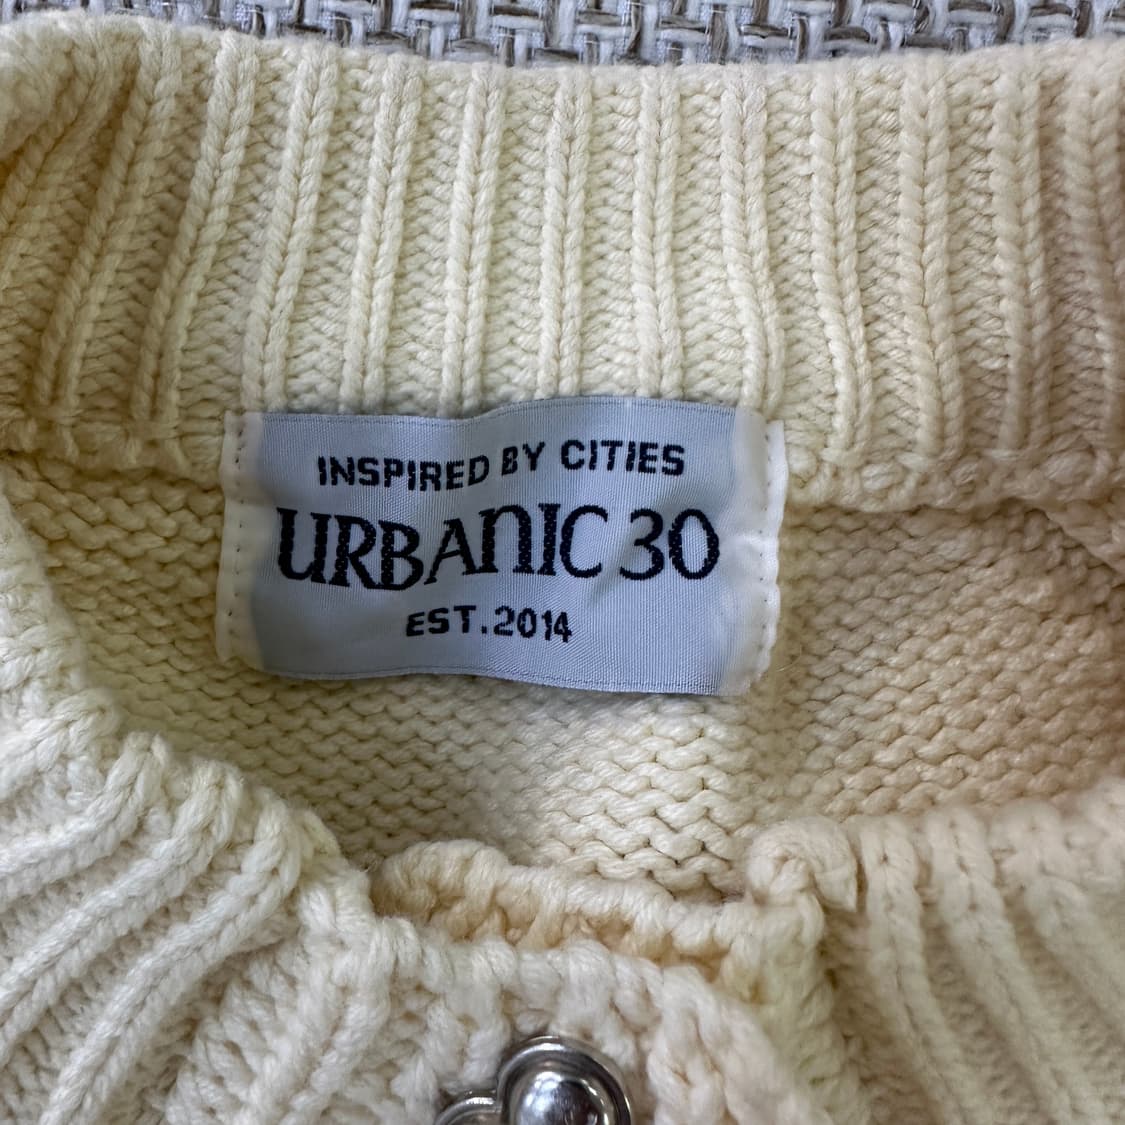 INSPIRED BY CITIES
URBANIC 30
EST.2014